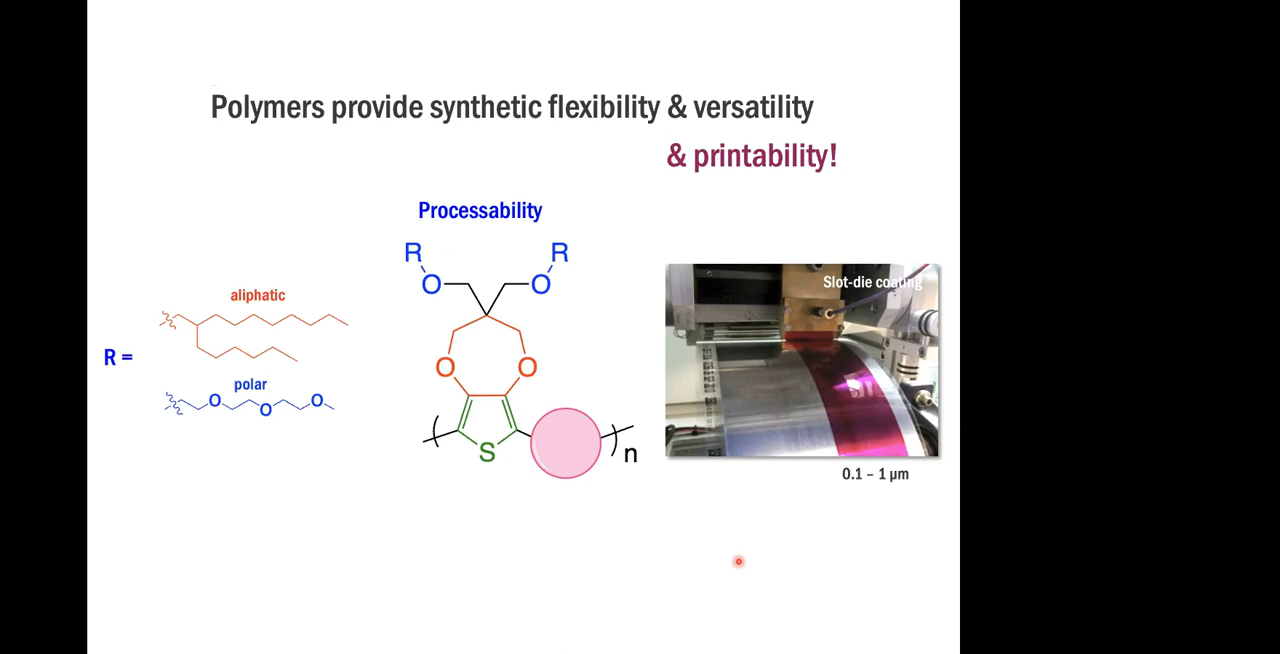 Polymers provide synthetic flexibility & versatility
& printability!
Processability
R
R
O
O
aliphatic
Slot-die coating
R =
O
O
polar
O
O
O
S
n
0.1 – 1 µm